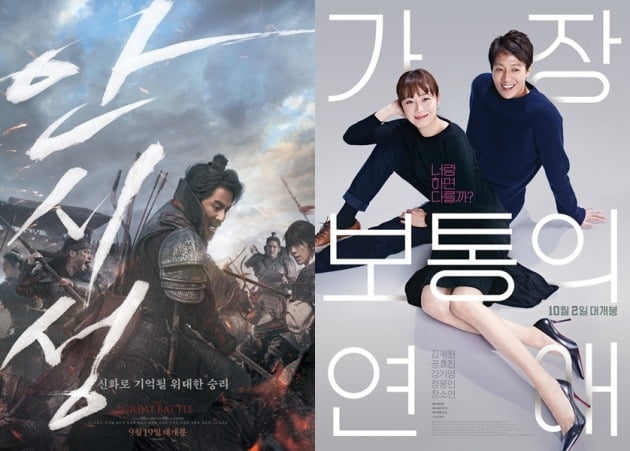 안시성
신화로 기억될 위대한 승리
THE
GREAT BATTLE
9월 19일 대개봉
가장
보통의
연애
너랑
하면
다를까?
10월 2일 대개봉
김래원
공효진
강기영
정웅인
장소연